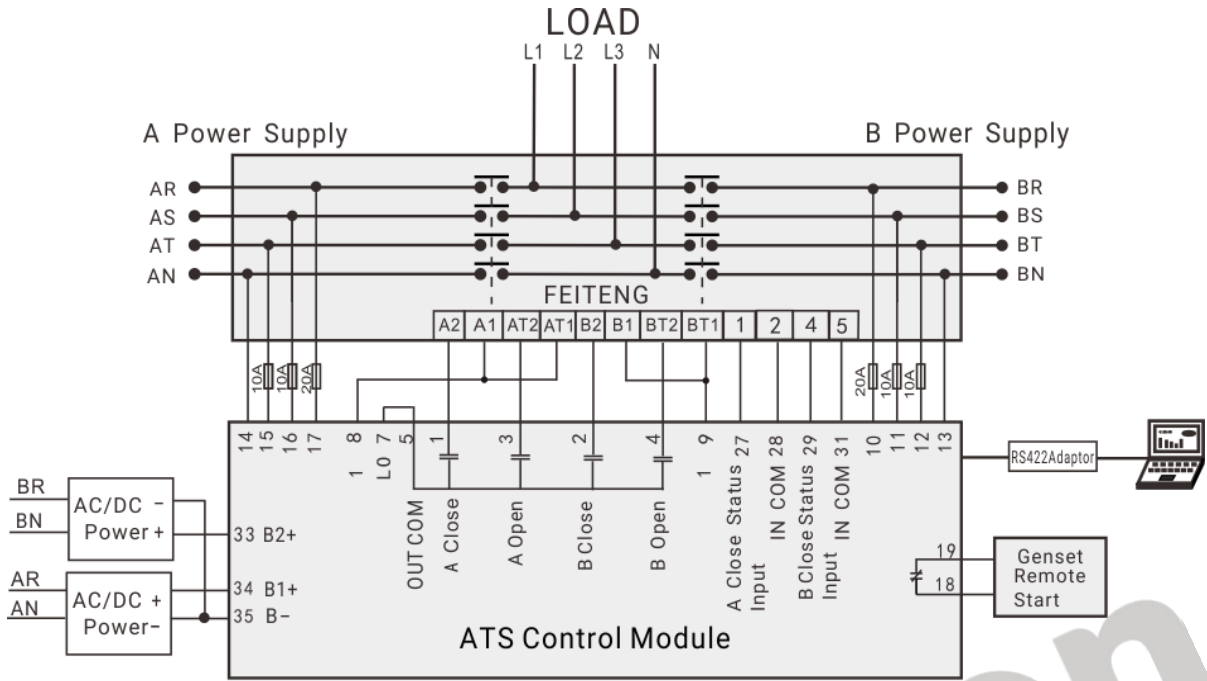 LOAD
L1 L2 L3 N
A Power Supply
B Power Supply
AR
AS
AT
AN
BR
BS
BT
BN
FEITENG
A2 A1 AT2 AT1 B2 B1 BT2 BT1 1 2 4 5
10A
10A
20A
20A
10A
10A
14
15
16
17
8
1
7
L0
5
OUT COM
1
A Close
3
A Open
2
B Close
4
B Open
9
1
A Close Status 27
Input
IN COM 28
B Close Status 29
Input
IN COM 31
10
11
12
13
RS422Adaptor
BR
BN
AC/DC -
Power +
33 B2+
AR
AN
AC/DC +
Power-
34 B1+
35 B-
19
18
Genset
Remote
Start
ATS Control Module